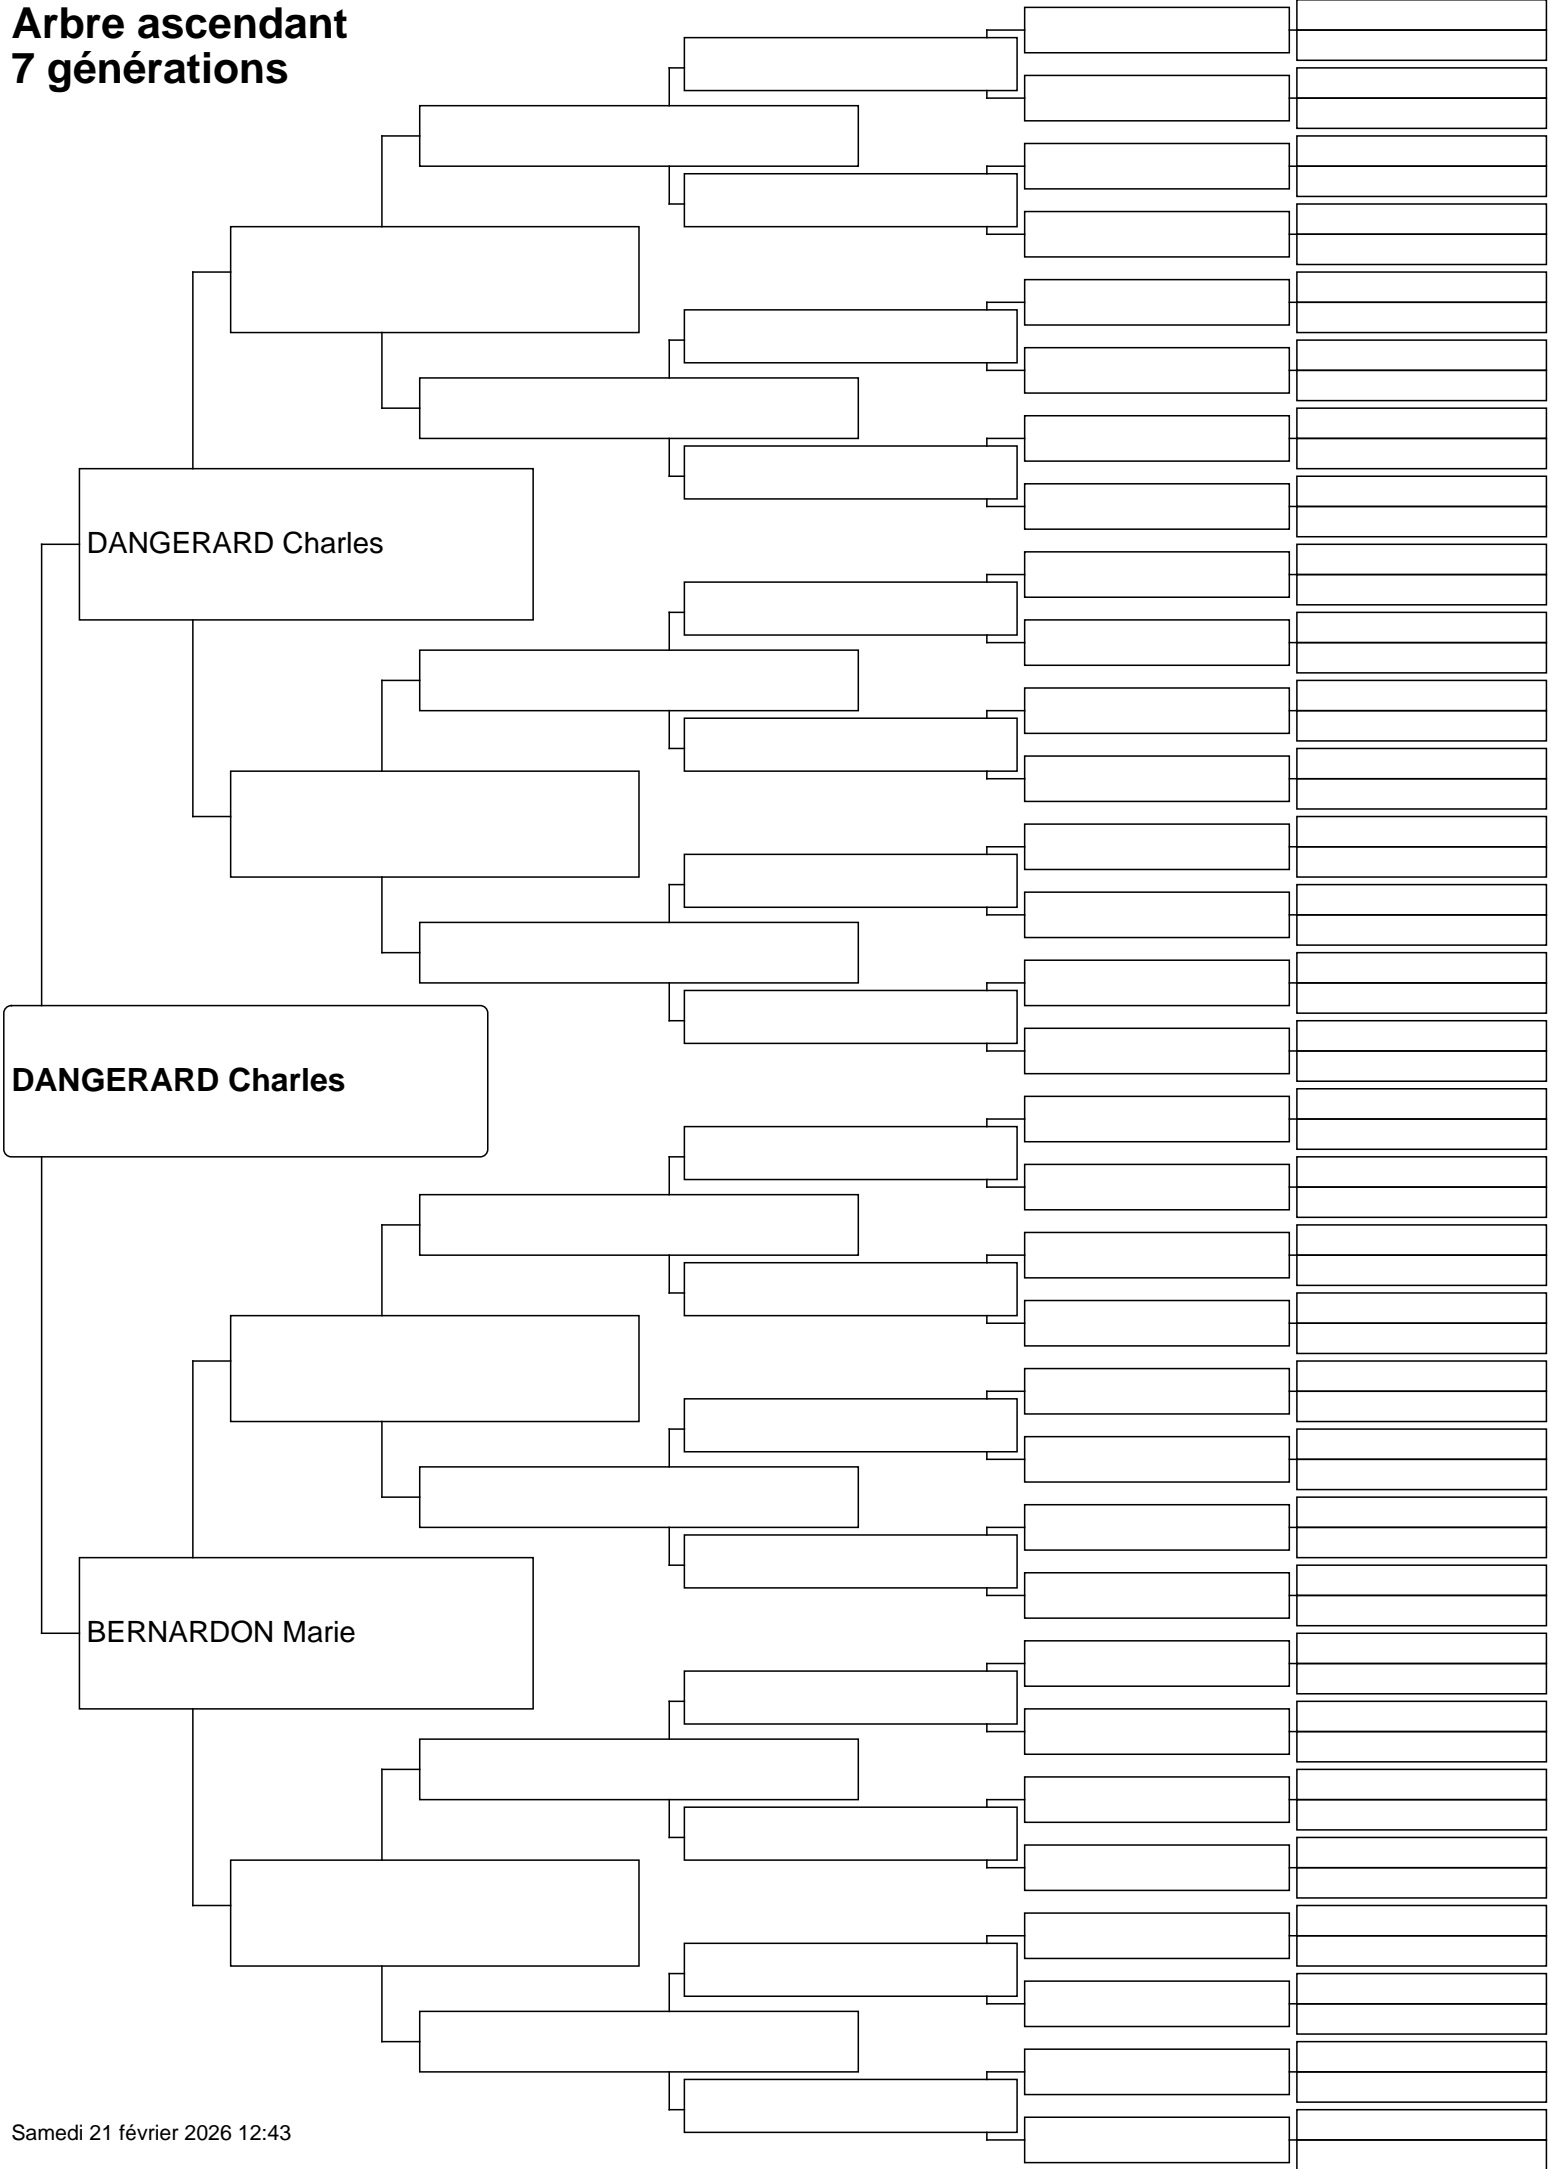 Arbre ascendant
7 générations
DANGERARD Charles
DANGERARD Charles
BERNARDON Marie
Samedi 21 février 2026 12:43